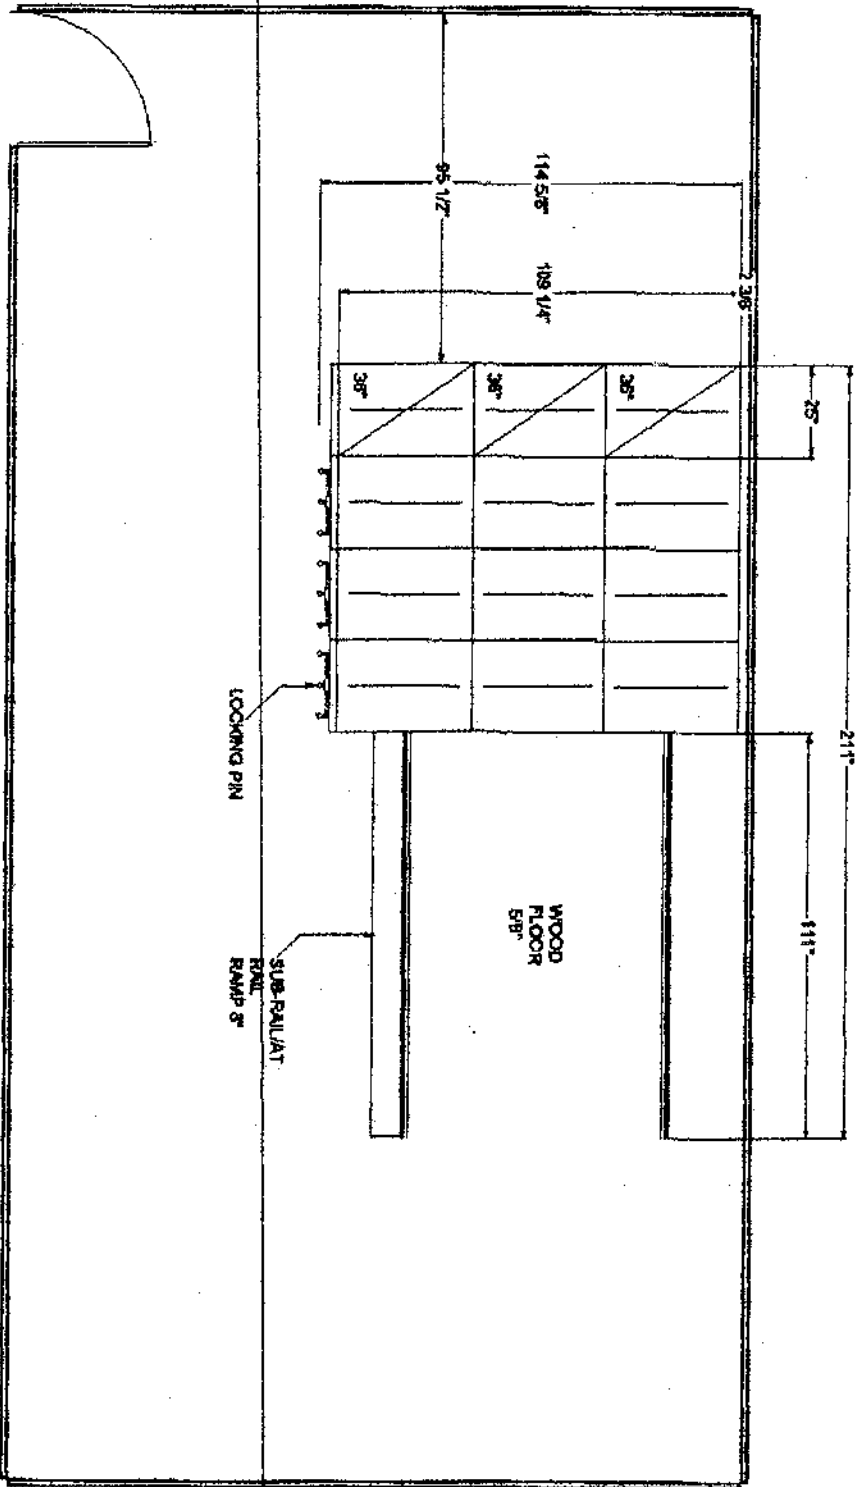 2 3/8"
114 5/8"
109 1/4"
95 1/2"
36"
36"
36"
25"
211"
111"
WOOD
FLOOR
5/8"
LOCKING PIN
SUB-RAIL/AT
RAIL
RAMP 8"